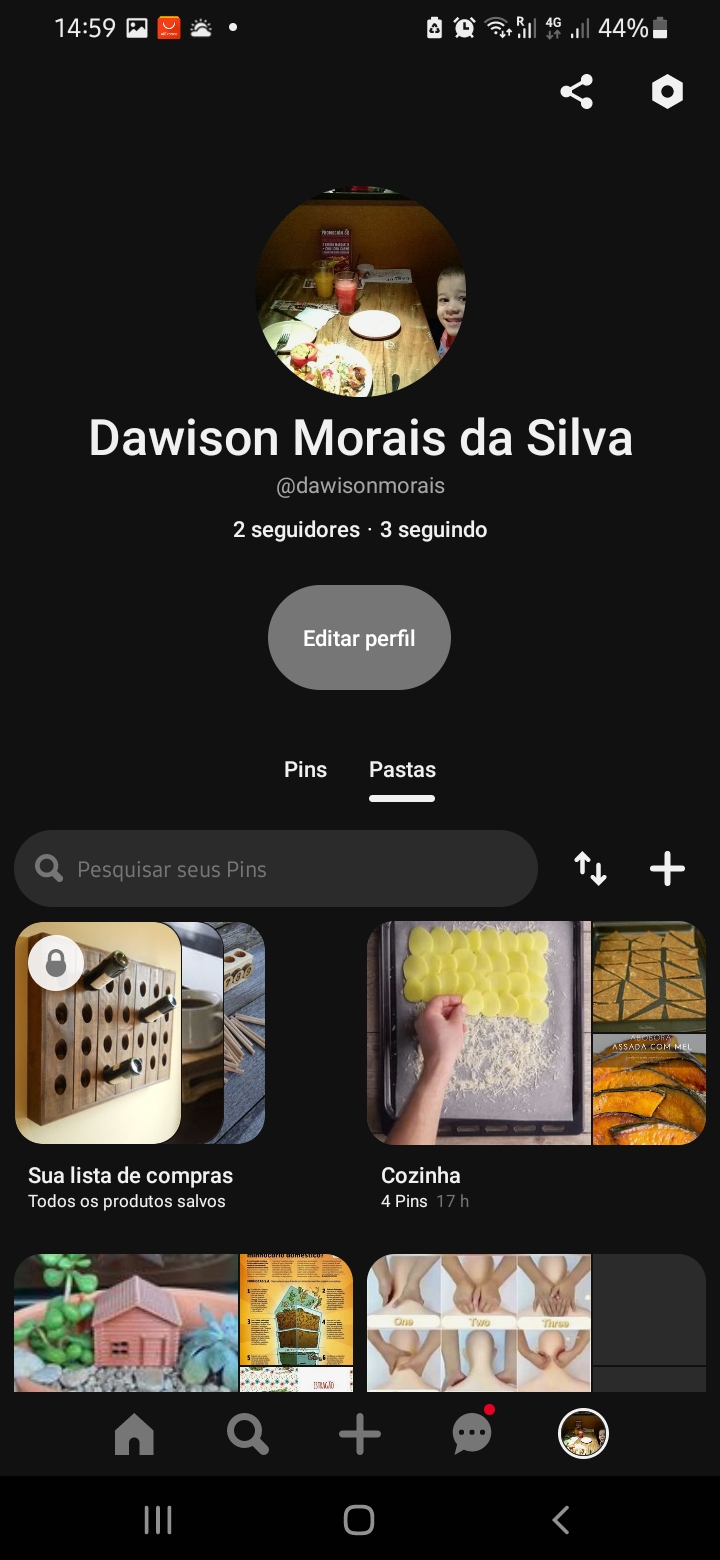 14:59
R
4G
44%
Dawison Morais da Silva
@dawisonmorais
2 seguidores · 3 seguindo
Editar perfil
Pins
Pastas
Pesquisar seus Pins
ABÓBORA
ASSADA COM MEL
Sua lista de compras
Todos os produtos salvos
Cozinha
4 Pins 17 h
One
Two
Three
ESTRAGÃO